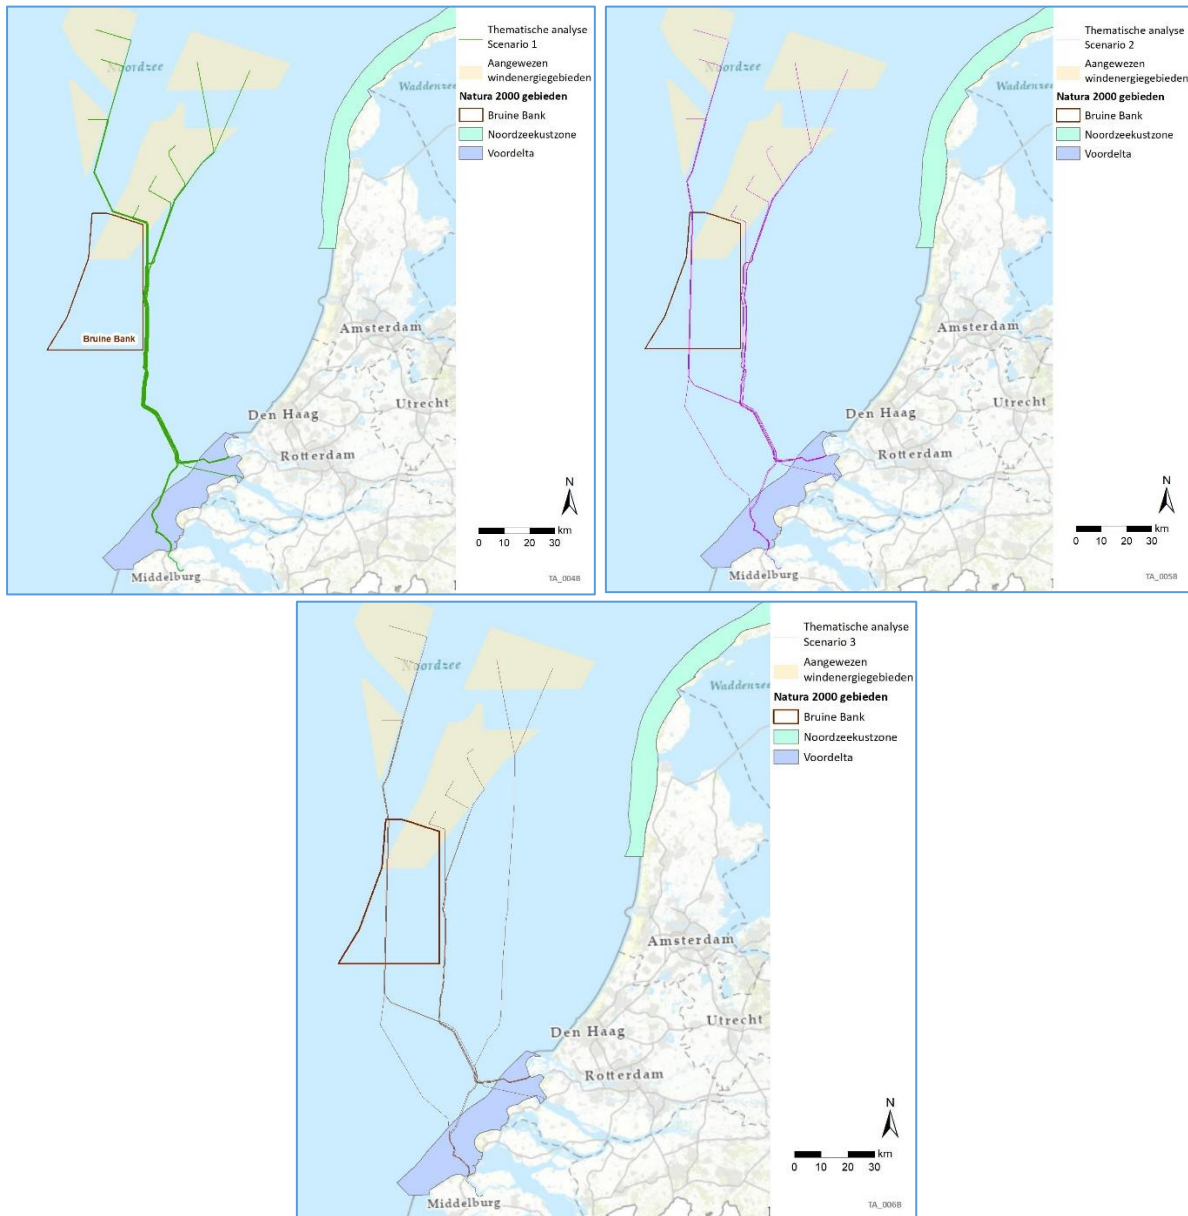 Noordzee
Waddenzee
Bruine Bank
Amsterdam
Den Haag
Utrecht
Rotterdam
Middelburg
Thematische analyse
Scenario 1
Aangewezen
windenergiegebieden
Natura 2000 gebieden
Bruine Bank
Noordzeekustzone
Voordelta
N
km
0 10 20 30
TA_004B
Noordzee
Waddenzee
Amsterdam
Den Haag
Utrecht
Rotterdam
Middelburg
Thematische analyse
Scenario 2
Aangewezen
windenergiegebieden
Natura 2000 gebieden
Bruine Bank
Noordzeekustzone
Voordelta
N
km
0 10 20 30
TA_005B
Noordzee
Waddenzee
Amsterdam
Den Haag
Utrecht
Rotterdam
Middelburg
Thematische analyse
Scenario 3
Aangewezen
windenergiegebieden
Natura 2000 gebieden
Bruine Bank
Noordzeekustzone
Voordelta
N
km
0 10 20 30
TA_006B